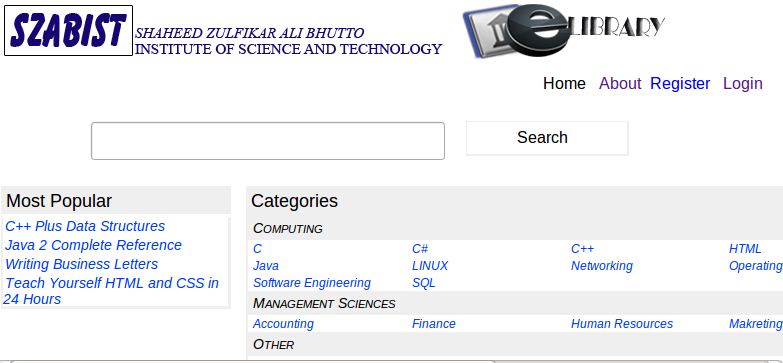 SZABIST
SHAHEED ZULFIKAR ALI BHUTTO
INSTITUTE OF SCIENCE AND TECHNOLOGY
e LIBRARY
Home About Register Login
Search
Most Popular
C++ Plus Data Structures
Java 2 Complete Reference
Writing Business Letters
Teach Yourself HTML and CSS in
24 Hours
Categories
COMPUTING
C C# C++ HTML
Java LINUX Networking Operating
Software Engineering SQL
MANAGEMENT SCIENCES
Accounting Finance Human Resources Makreting
OTHER